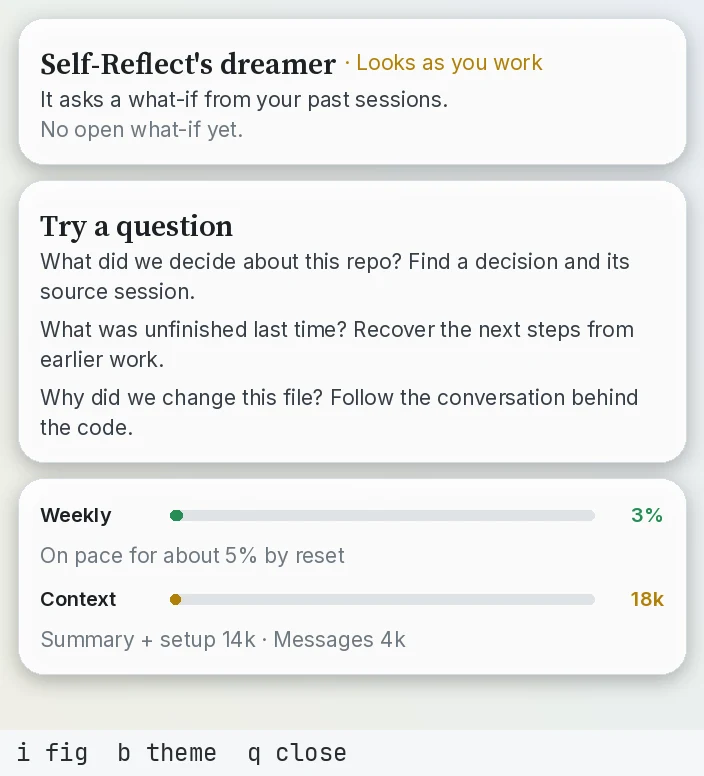 Self-Reflect's dreamer · Looks as you work
It asks a what-if from your past sessions.
No open what-if yet.
Try a question
What did we decide about this repo? Find a decision and its
source session.
What was unfinished last time? Recover the next steps from
earlier work.
Why did we change this file? Follow the conversation behind
the code.
Weekly 3%
On pace for about 5% by reset
Context 18k
Summary + setup 14k · Messages 4k
i fig b theme q close